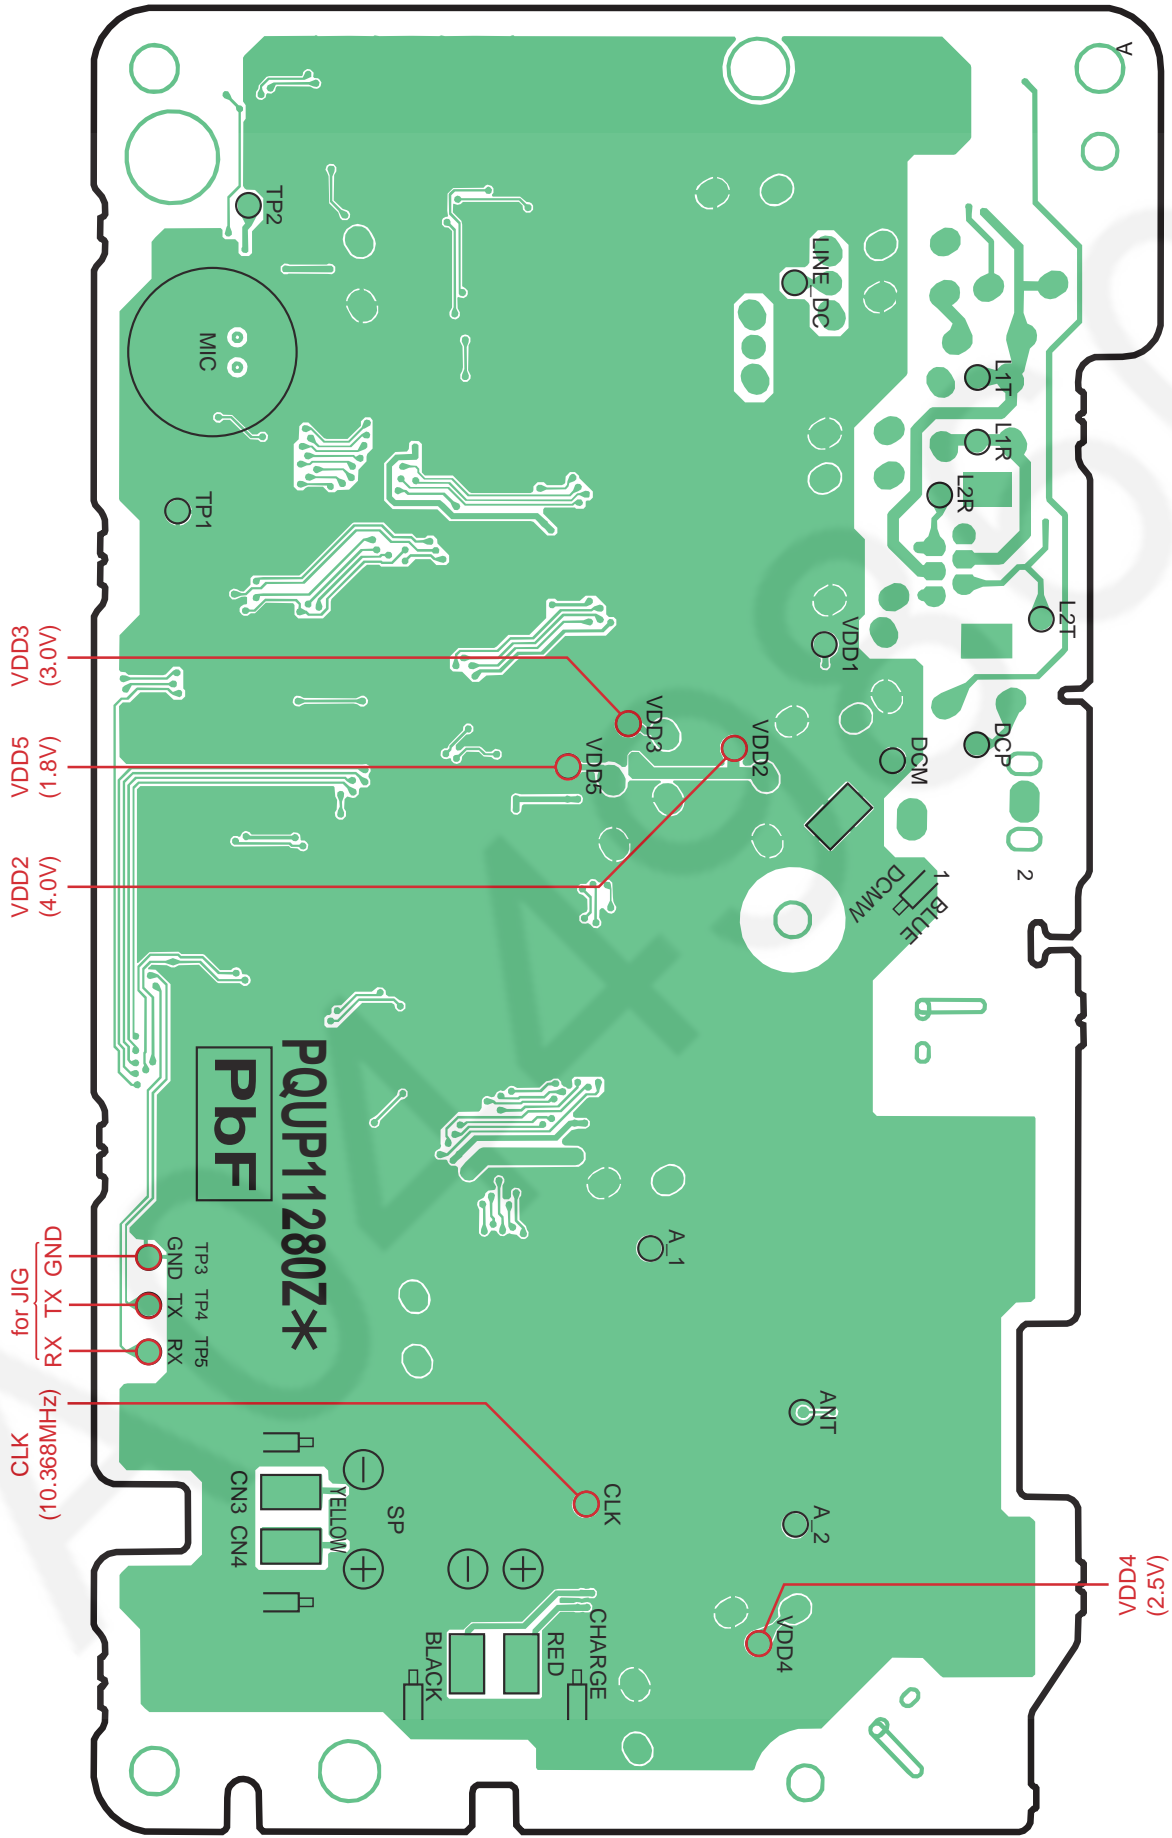 A
TP2
LINE_DC
MIC
L1T
L1R
L2R
TP1
L2T
VDD1
VDD3
(3.0V)
VDD3
VDD2
VDD5
(1.8V)
VDD5
DCM
DCP
VDD2
(4.0V)
1
2
DCMW
BLUE
PQUP11280Z*
PbF
A_1
for JIG
GND
TX
RX
GND TP3
TX TP4
RX TP5
CLK
(10.368MHz)
ANT
CLK
CN3 CN4
YELLOW
SP
−
+
− +
A_2
VDD4
(2.5V)
VDD4
CHARGE
RED
BLACK